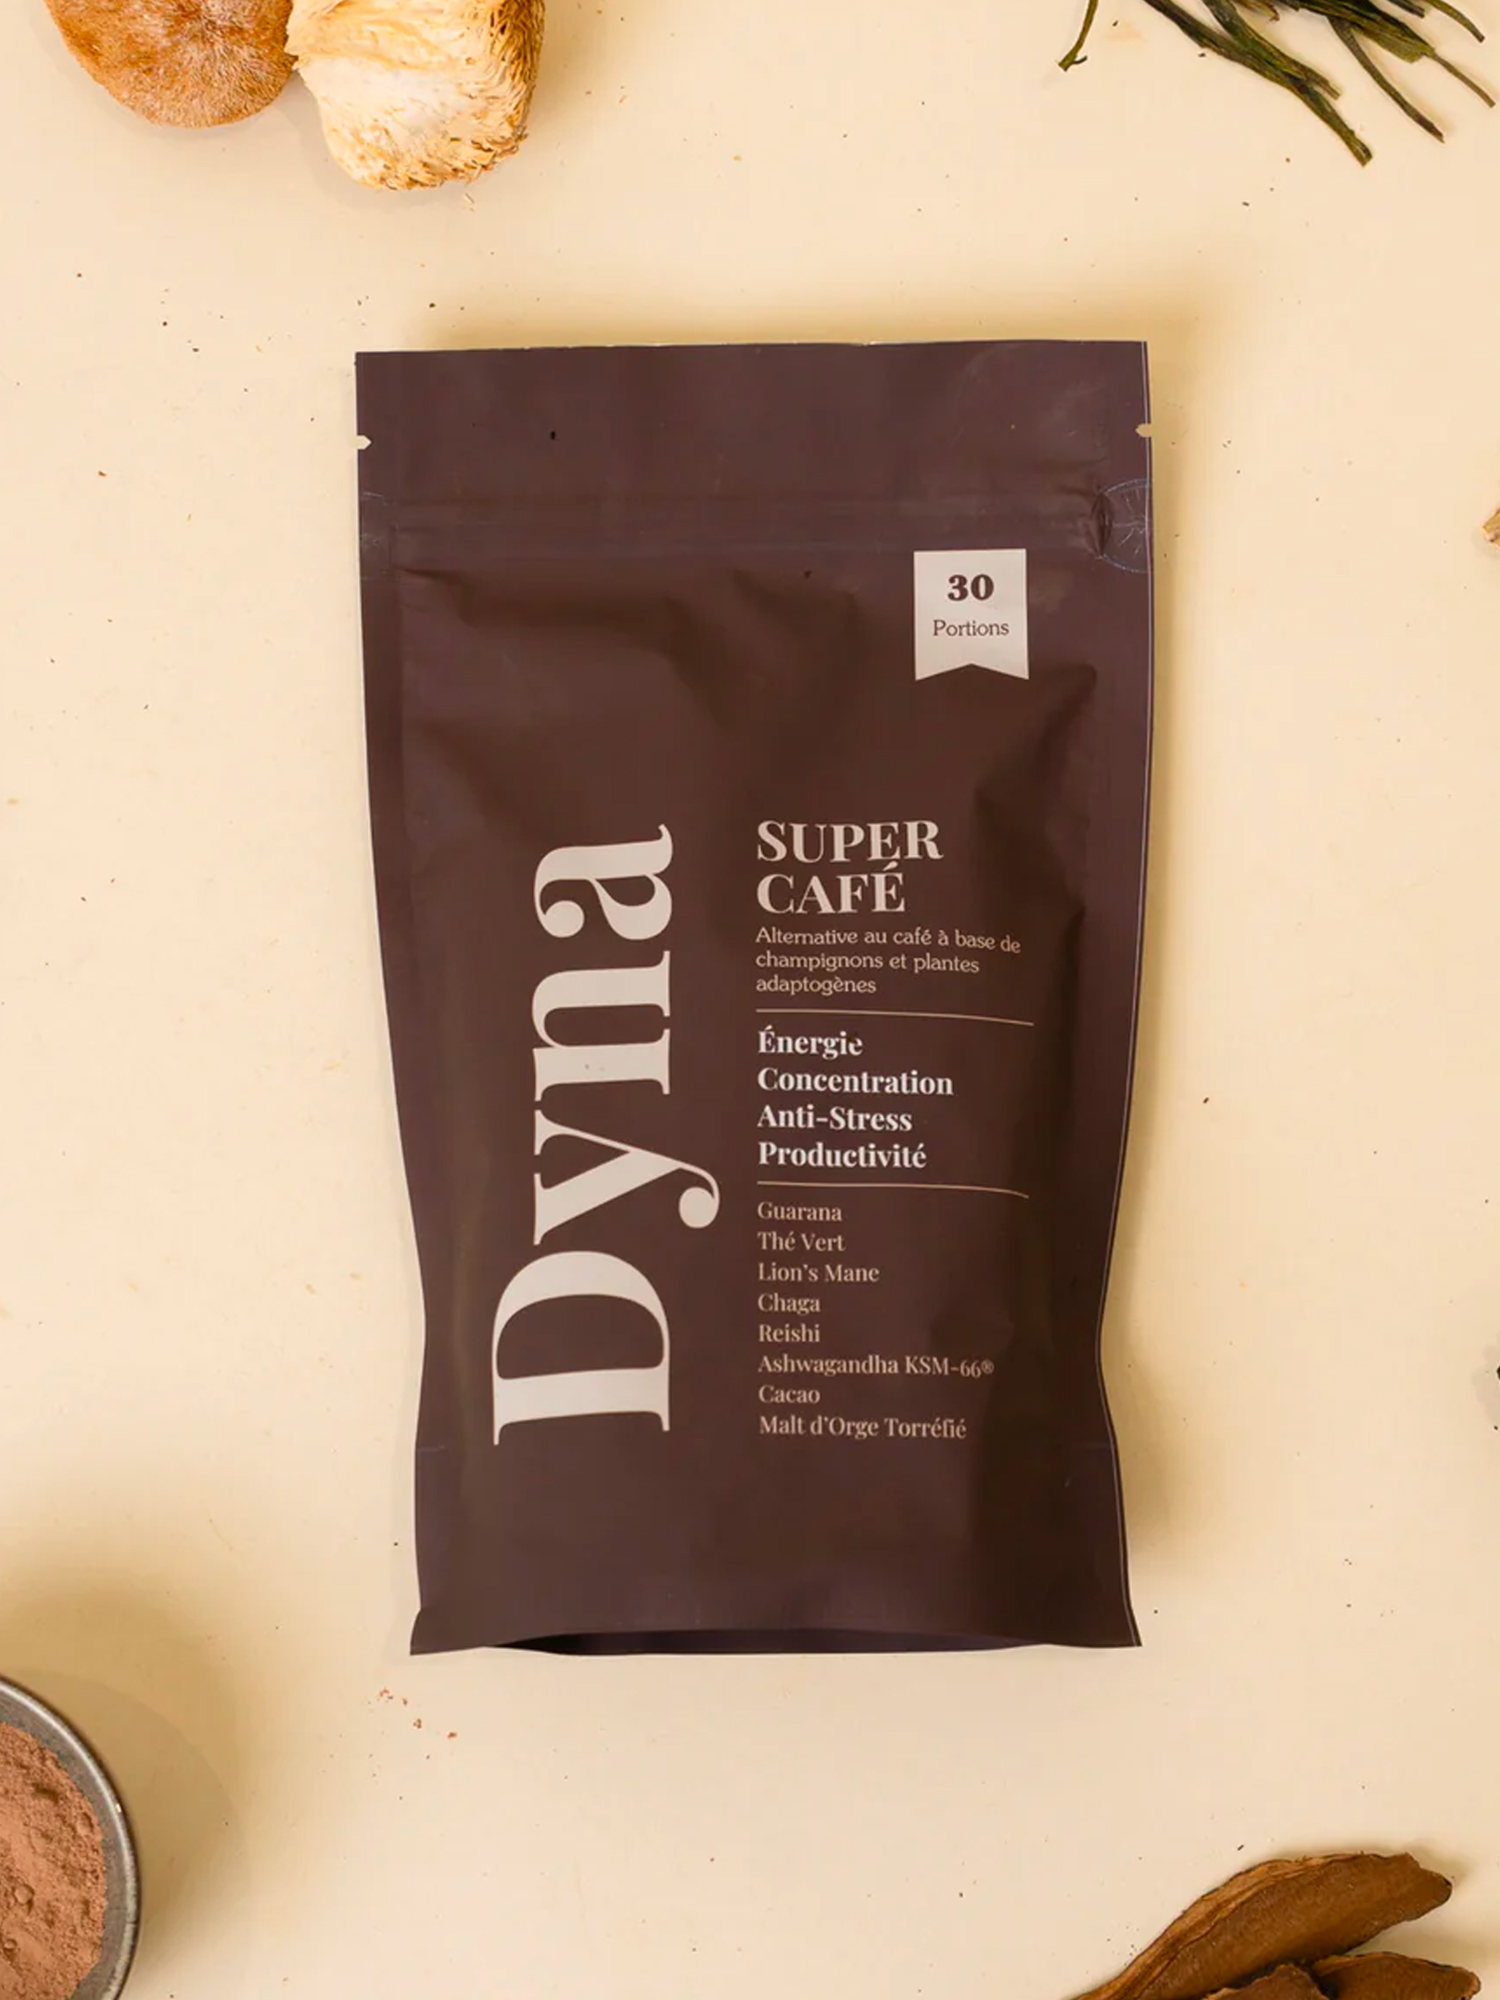 30
Portions
Dyna
SUPER
CAFÉ
Alternative au café à base de
champignons et plantes
adaptogènes
Énergie
Concentration
Anti-Stress
Productivité
Guarana
Thé Vert
Lion's Mane
Chaga
Reishi
Ashwagandha KSM-66®
Cacao
Malt d'Orge Torréfié